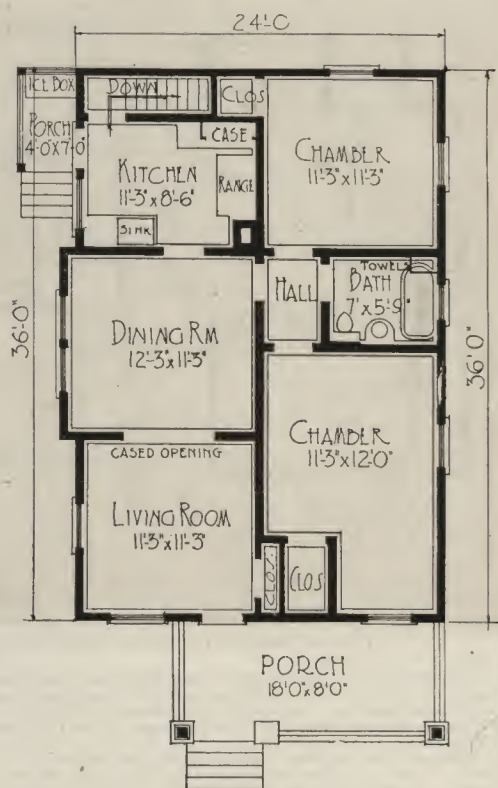 24'-0
ICE BOX
DOWN
CLOS
PORCH
4'-0"X7'-0"
CASE
KITCHEN
11'-3"x8'-6"
RANGE
SINK
CHAMBER
11'-3"x11'-3"
HALL
TOWELS
BATH
7'x5'-9"
36'-0"
36'-0"
DINING RM
12'-3"x11'-3"
CHAMBER
11'-3"x12'-0"
CASED OPENING
LIVING ROOM
11'-3"x11'-3"
CLOS.
CLOS
PORCH
18'-0"x8'-0"